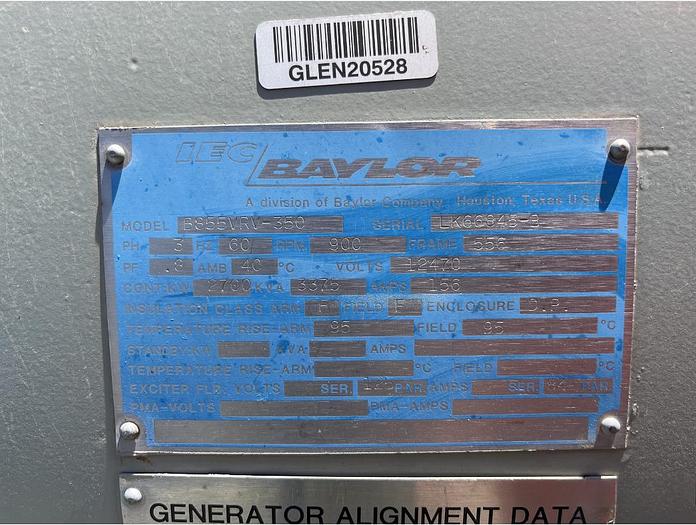 GLEN20528
IEC/BAYLOR
A division of Baylor Company, Houston, Texas U.S.A.
MODEL B855VRV-350 SERIAL
PH 3 HZ 60 RPM 900 FRAME 556
PF .8 AMB 40 °C VOLTS 12470
CONT.KW 2700 KVA 3375 AMPS 156
INSULATION CLASS ARM F FIELD F ENCLOSURE D.P.
TEMPERATURE RISE-ARM 95 FIELD 95 °C
STANDBY-KW KVA AMPS
TEMPERATURE RISE-ARM °C FIELD °C
EXCITER FLD. VOLTS SER. PAR. AMPS SER. PAR.
PMA-VOLTS PMA-AMPS
GENERATOR ALIGNMENT DATA